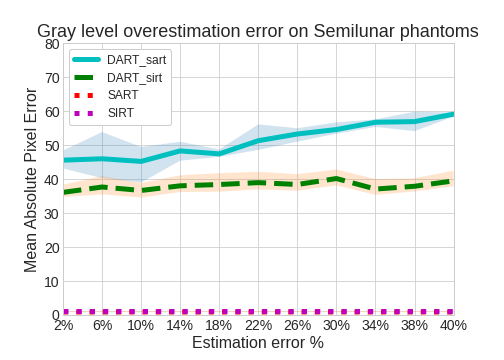 Gray level overestimation error on Semilunar phantoms
80
70
60
50
40
30
20
10
0
Mean Absolute Pixel Error
DART_sart
DART_sirt
SART
SIRT
2% 6% 10% 14% 18% 22% 26% 30% 34% 38% 40%
Estimation error %